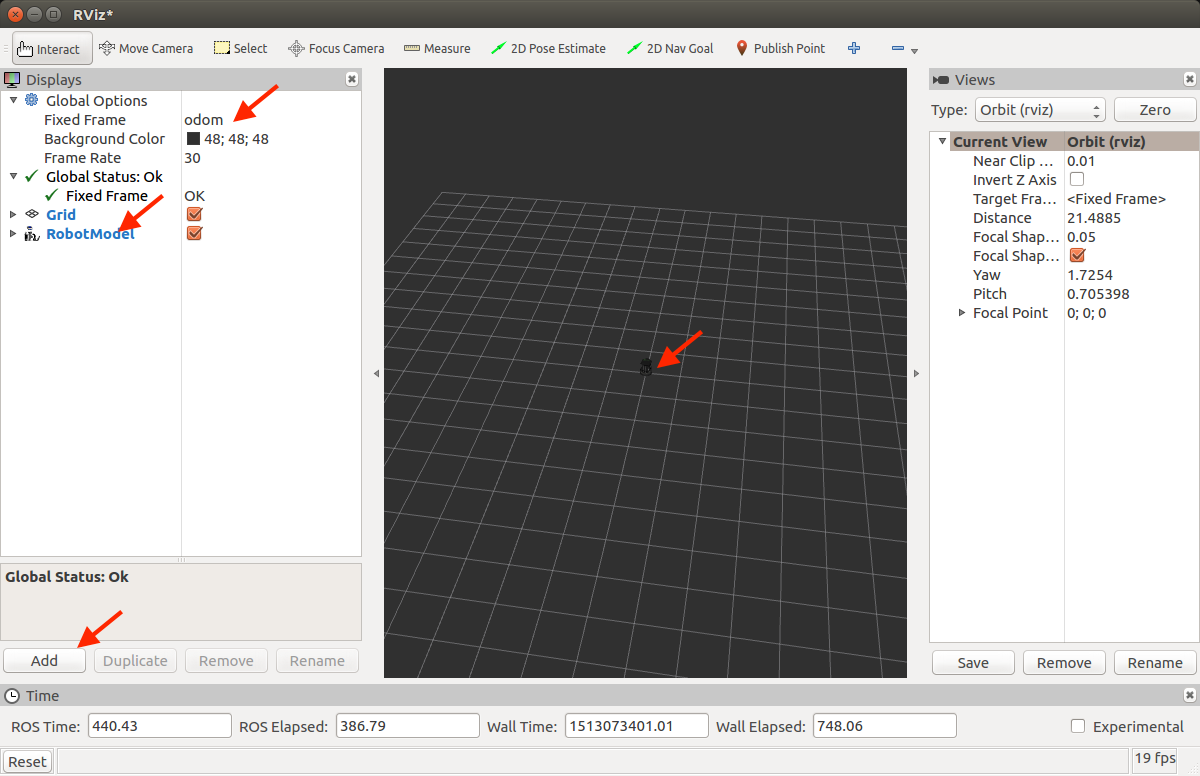 RViz*
Interact Move Camera Select Focus Camera Measure 2D Pose Estimate 2D Nav Goal Publish Point
Displays
Global Options
Fixed Frame odom
Background Color 48; 48; 48
Frame Rate 30
Global Status: Ok
Fixed Frame OK
Grid
RobotModel
Global Status: Ok
Add Duplicate Remove Rename
Views
Type: Orbit (rviz) Zero
Current View Orbit (rviz)
Near Clip ... 0.01
Invert Z Axis
Target Fra... <Fixed Frame>
Distance 21.4885
Focal Shap... 0.05
Focal Shap...
Yaw 1.7254
Pitch 0.705398
Focal Point 0; 0; 0
Save Remove Rename
Time
ROS Time: 440.43 ROS Elapsed: 386.79 Wall Time: 1513073401.01 Wall Elapsed: 748.06 Experimental
Reset 19 fps